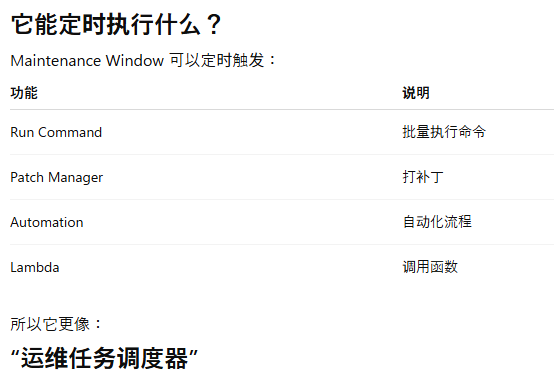 它能定时执行什么？
Maintenance Window 可以定时触发：
功能 说明
Run Command 批量执行命令
Patch Manager 打补丁
Automation 自动化流程
Lambda 调用函数
所以它更像：
“运维任务调度器”